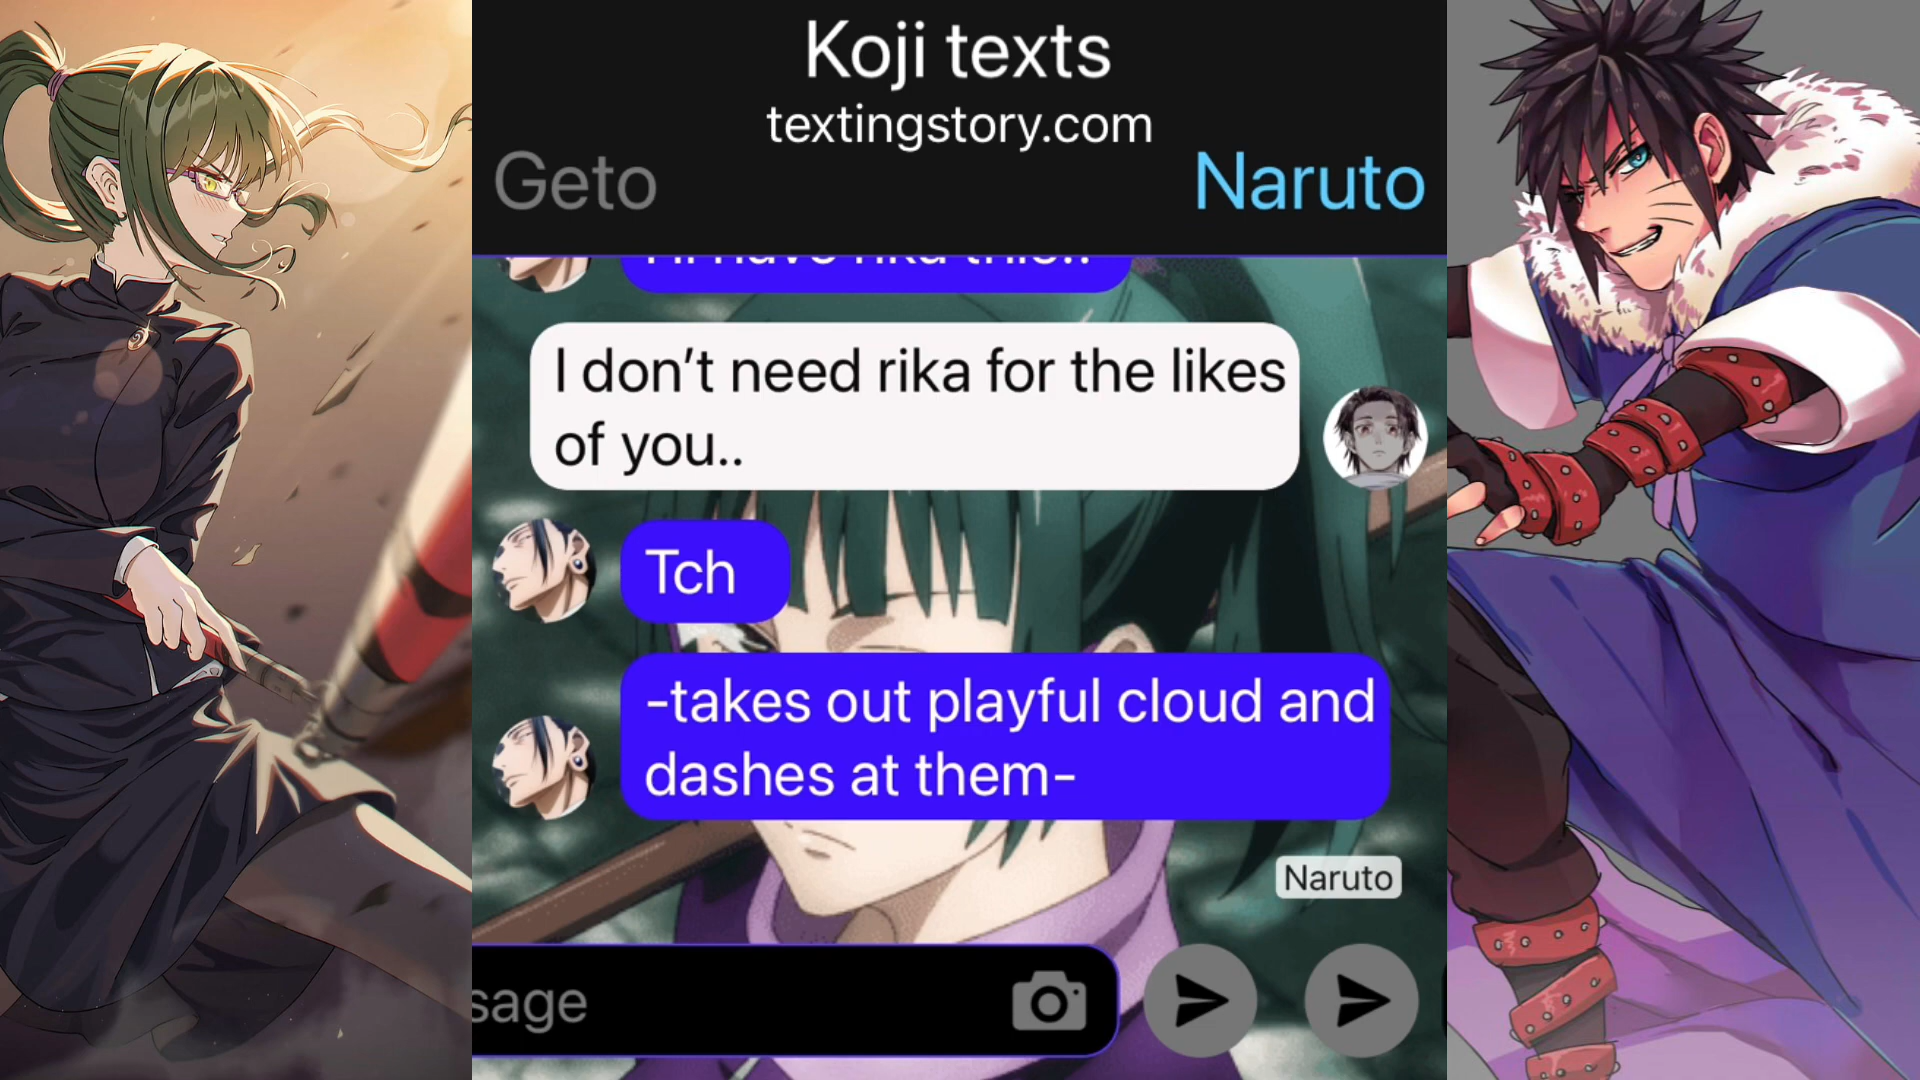 Koji texts
textingstory.com
Geto
Naruto
I don't need rika for the likes
of you..
Tch
-takes out playful cloud and
dashes at them-
Naruto
sage